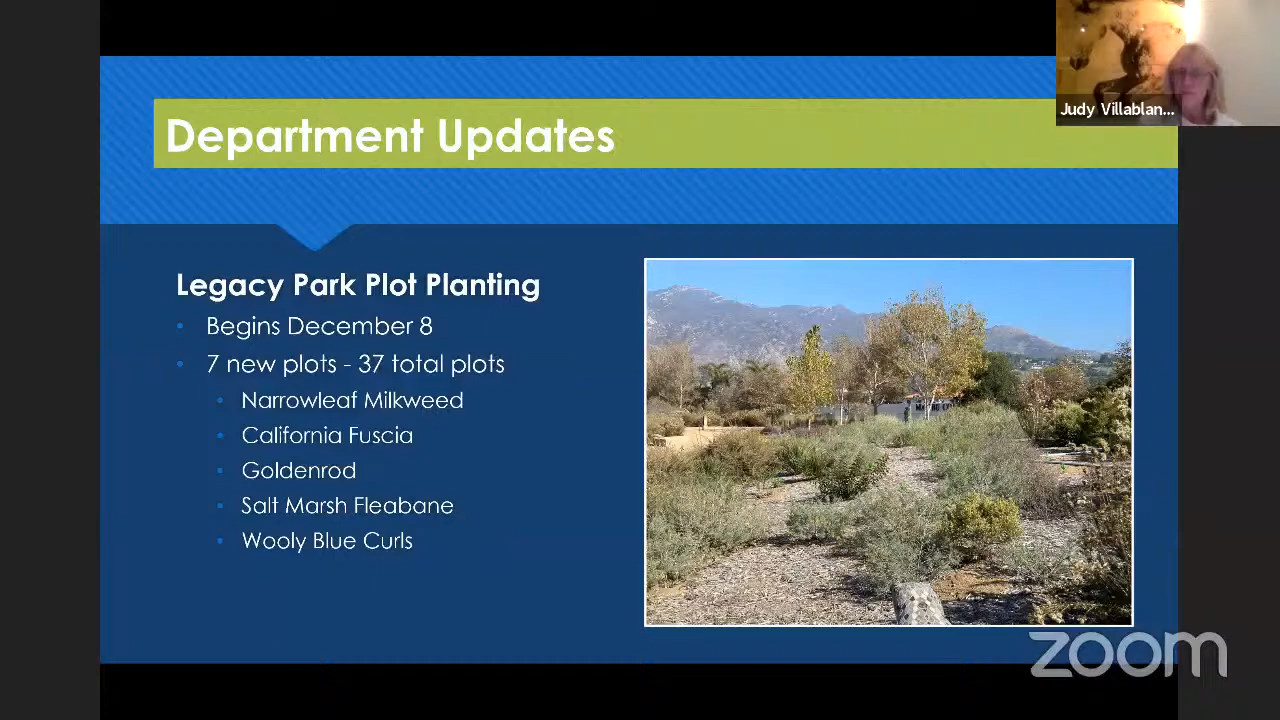 Judy Villablan...
Department Updates
Legacy Park Plot Planting
• Begins December 8
• 7 new plots - 37 total plots
• Narrowleaf Milkweed
• California Fuscia
• Goldenrod
• Salt Marsh Fleabane
• Wooly Blue Curls
zoom